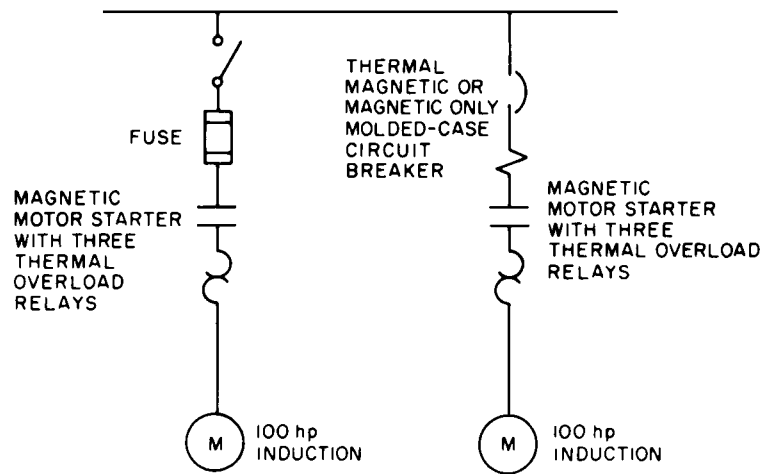 FUSE
MAGNETIC
MOTOR STARTER
WITH THREE
THERMAL
OVERLOAD
RELAYS
M
100 hp
INDUCTION
THERMAL
MAGNETIC OR
MAGNETIC ONLY
MOLDED-CASE
CIRCUIT
BREAKER
MAGNETIC
MOTOR STARTER
WITH THREE
THERMAL OVERLOAD
RELAYS
M
100 hp
INDUCTION